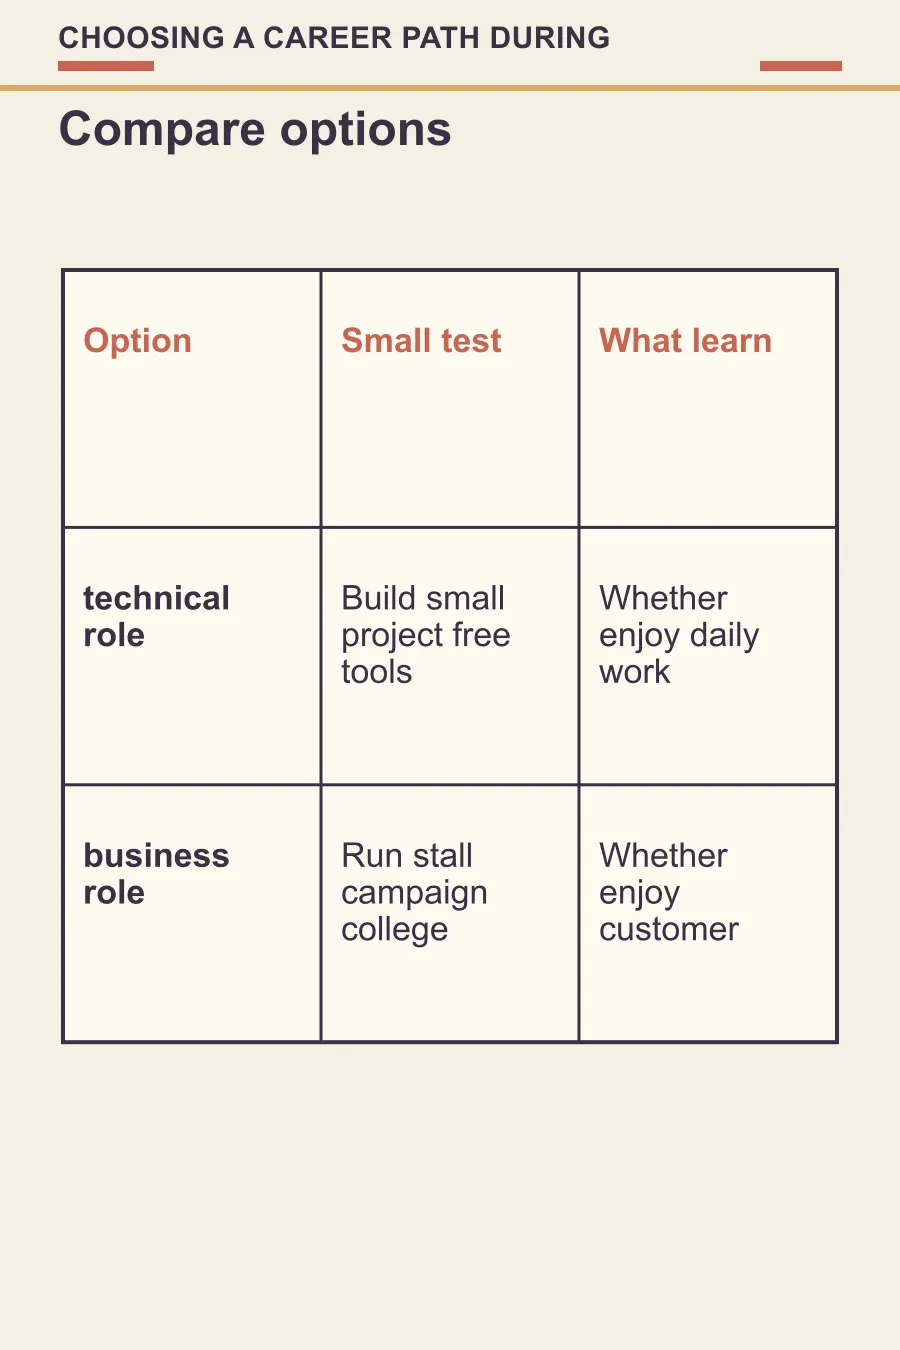 CHOOSING A CAREER PATH DURING
Compare options
Option
Small test
What learn
technical
role
Build small
project free
tools
Whether
enjoy daily
work
business
role
Run stall
campaign
college
Whether
enjoy
customer